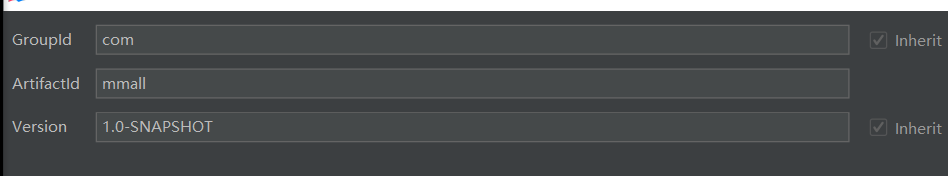 GroupId com Inherit
ArtifactId mmall
Version 1.0-SNAPSHOT Inherit